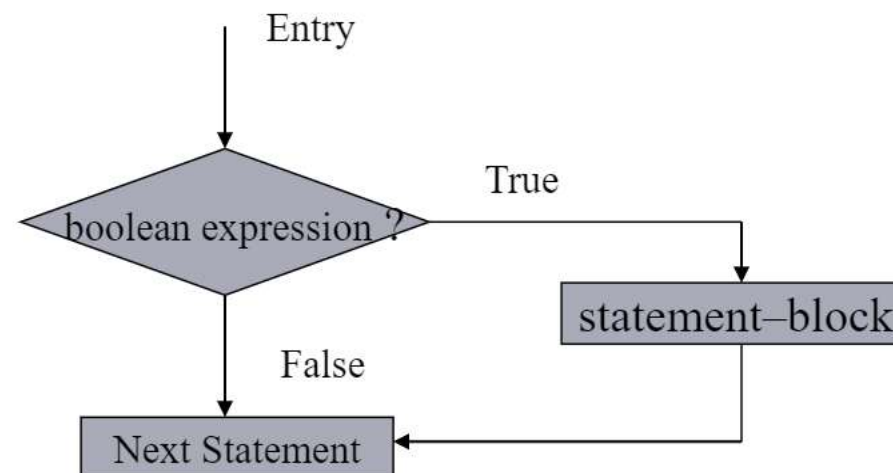 Entry
boolean expression ?
True
statement–block
False
Next Statement